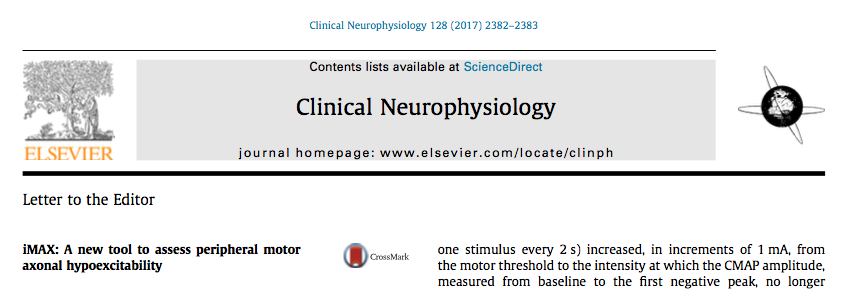 Clinical Neurophysiology 128 (2017) 2382–2383
Contents lists available at ScienceDirect
Clinical Neurophysiology
journal homepage: www.elsevier.com/locate/clinph
ELSEVIER
Letter to the Editor
iMAX: A new tool to assess peripheral motor
axonal hypoexcitability
CrossMark
one stimulus every 2 s) increased, in increments of 1 mA, from
the motor threshold to the intensity at which the CMAP amplitude,
measured from baseline to the first negative peak, no longer